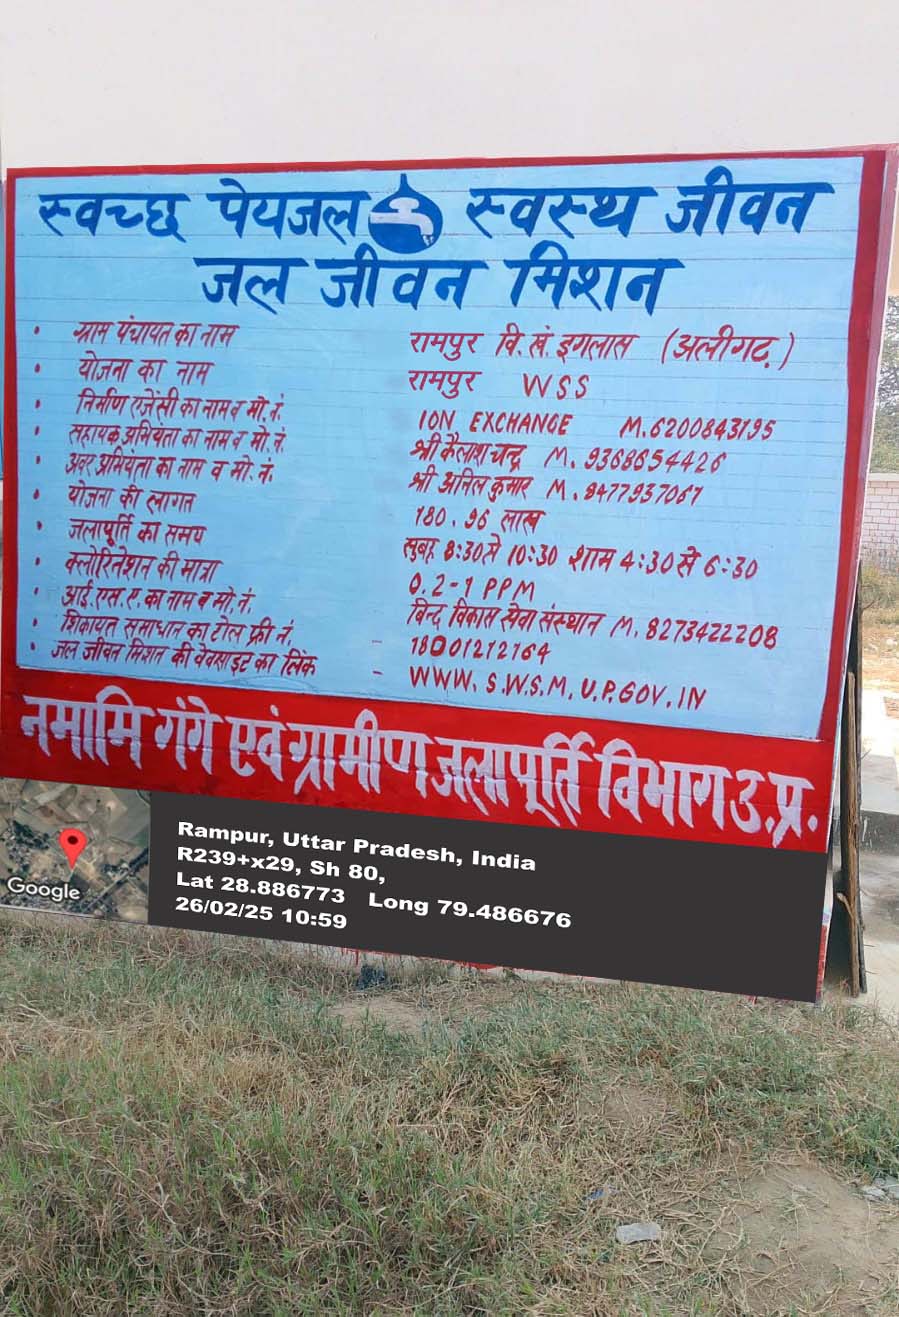 स्वच्छ पेयजल स्वस्थ जीवन
जल जीवन मिशन
• ग्राम पंचायत का नाम रामपुर वि.खं. इगलास (अलीगढ़)
• योजना का नाम रामपुर WSS
• निर्माण एजेंसी का नाम व मो.नं. ION EXCHANGE M.6200843195
• सहायक अभियंता का नाम व मो.नं. श्री कैलाश चन्द्र M. 9368654426
• अवर अभियंता का नाम व मो.नं. श्री अनिल कुमार M. 9477937067
• योजना की लागत 180.96 लाख
• जलापूर्ति का समय सुबह 8:30 से 10:30 शाम 4:30 से 6:30
• क्लोरिनेशन की मात्रा 0.2-1 PPM
• आई.एस.ए. का नाम व मो.नं. बिन्द विकास सेवा संस्थान M. 8273422208
• शिकायत समाधान का टोल फ्री नं. - 18001212164
• जल जीवन मिशन की वेबसाइट का लिंक - WWW.S.W.S.M.U.P.GOV.IN
नमामि गंगे एवं ग्रामीण जलापूर्ति विभाग उ.प्र.
Google
Rampur, Uttar Pradesh, India
R239+x29, Sh 80,
Lat 28.886773 Long 79.486676
26/02/25 10:59